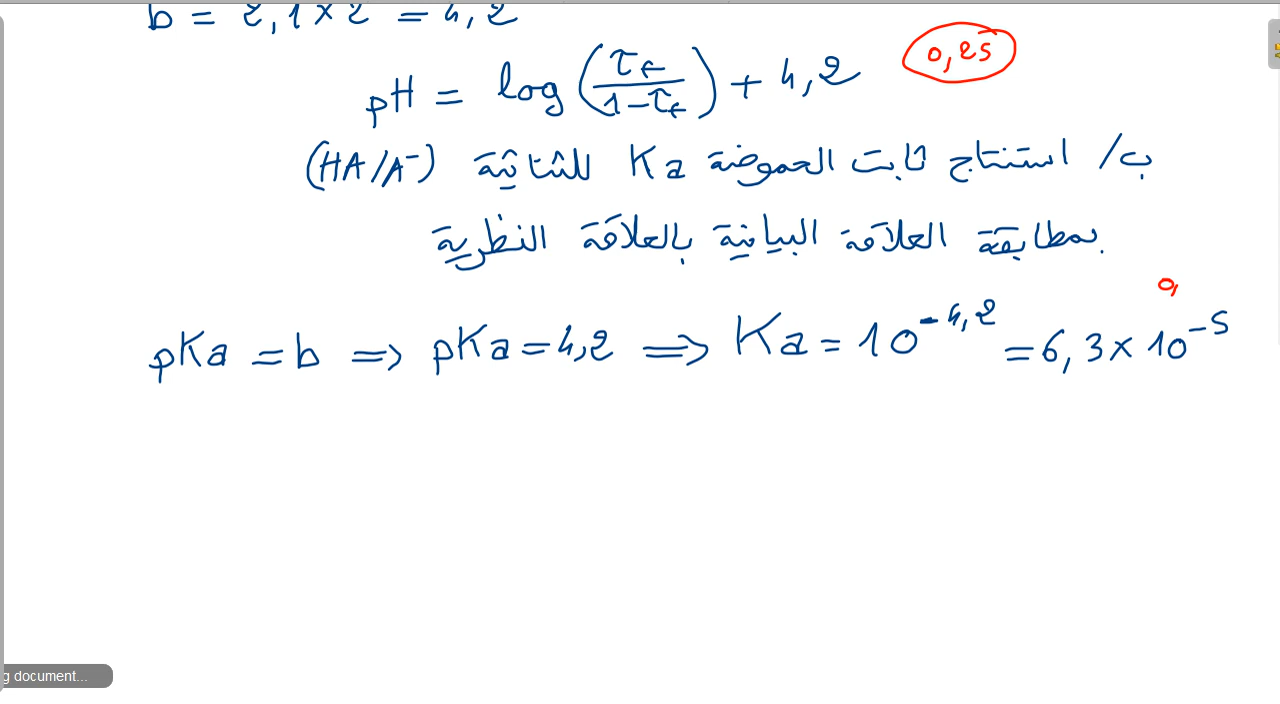 b = 2,1 × 2 = 4,2
pH = log(τf / 1-τf) + 4,2 0,25
ب/ استنتاج ثابت الحموضة Ka للثنائية (HA/A⁻)
بمطابقة العلاقة البيانية بالعلاقة النظرية
0,
pKa = b ⇒ pKa = 4,2 ⇒ Ka = 10^-4,2 = 6,3 × 10^-5
g document...